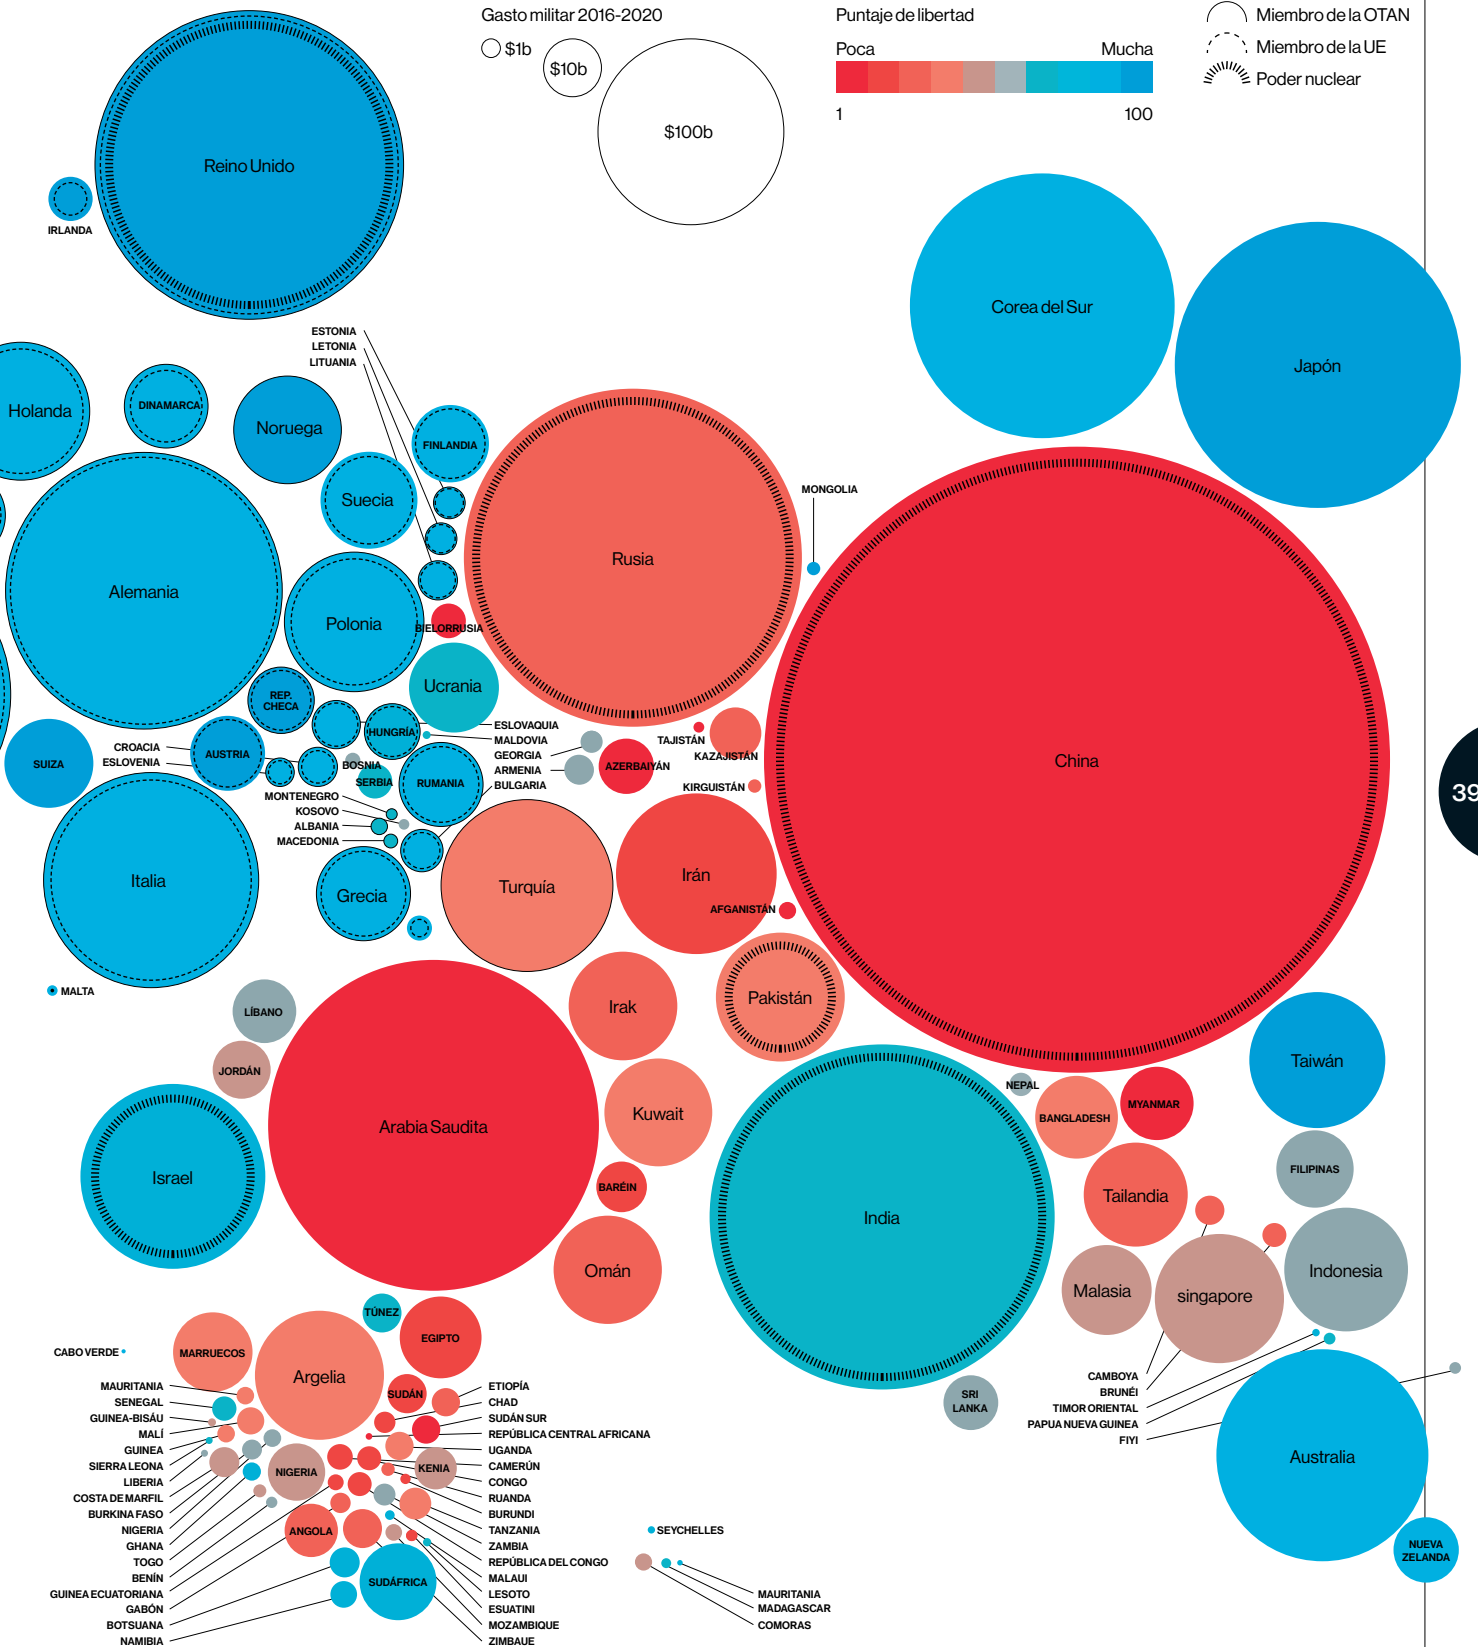 Gasto militar 2016-2020
$1b
$10b
$100b
Puntaje de libertad
Poca
Mucha
1
100
Miembro de la OTAN
Miembro de la UE
Poder nuclear
Reino Unido
IRLANDA
Corea del Sur
Japón
ESTONIA
LETONIA
LITUANIA
Holanda
DINAMARCA
Noruega
FINLANDIA
Suecia
MONGOLIA
Rusia
Alemania
Polonia
BIELORRUSIA
Ucrania
REP.
CHECA
HUNGRÍA
ESLOVAQUIA
MALDOVIA
GEORGIA
ARMENIA
BULGARIA
TAJISTÁN
KAZAJISTÁN
KIRGUISTÁN
AZERBAIYÁN
China
39
SUIZA
CROACIA
ESLOVENIA
AUSTRIA
BOSNIA
SERBIA
RUMANIA
MONTENEGRO
KOSOVO
ALBANIA
MACEDONIA
Italia
Grecia
Turquía
Irán
AFGANISTÁN
MALTA
LÍBANO
JORDÁN
Irak
Pakistán
Kuwait
Arabia Saudita
Israel
BARÉIN
Omán
India
NEPAL
BANGLADESH
MYANMAR
Taiwán
FILIPINAS
Tailandia
Malasia
singapore
Indonesia
SRI
LANKA
CAMBOYA
BRUNÉI
TIMOR ORIENTAL
PAPUA NUEVA GUINEA
FIYI
Australia
NUEVA
ZELANDA
TÚNEZ
EGIPTO
MARRUECOS
Argelia
CABO VERDE
SUDÁN
MAURITANIA
SENEGAL
GUINEA-BISÁU
MALÍ
GUINEA
SIERRA LEONA
LIBERIA
COSTA DE MARFIL
BURKINA FASO
NIGERIA
GHANA
TOGO
BENÍN
GUINEA ECUATORIANA
GABÓN
BOTSUANA
NAMIBIA
NIGERIA
KENIA
ANGOLA
SUDÁFRICA
ETIOPÍA
CHAD
SUDÁN SUR
REPÚBLICA CENTRAL AFRICANA
UGANDA
CAMERÚN
CONGO
RUANDA
BURUNDI
TANZANIA
ZAMBIA
REPÚBLICA DEL CONGO
MALAUI
LESOTO
ESUATINI
MOZAMBIQUE
ZIMBAUE
SEYCHELLES
MAURITANIA
MADAGASCAR
COMORAS